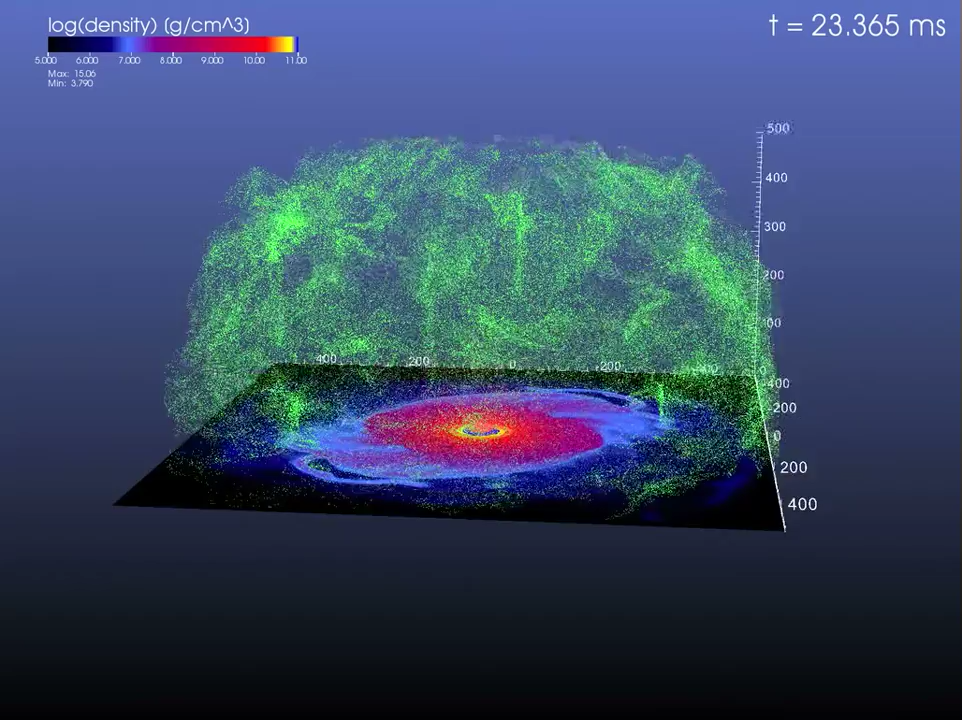 log(density) [g/cm^3]
t = 23.365 ms
5.000 6.000 7.000 8.000 9.000 10.00 11.00
Max: 15.06
Min: 3.790
500
400
300
200
400 200 0 200
0
400
200
0
200
400